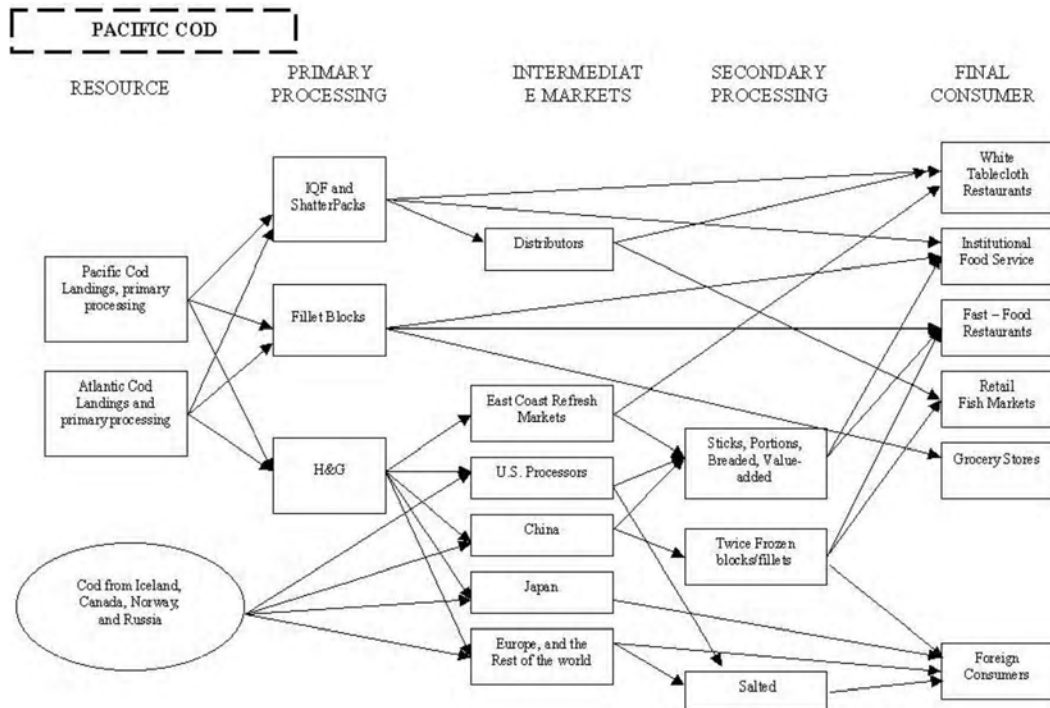 PACIFIC COD
RESOURCE
PRIMARY
PROCESSING
INTERMEDIAT
E MARKETS
SECONDARY
PROCESSING
FINAL
CONSUMER
Pacific Cod
Landings, primary
processing
Atlantic Cod
Landings and
primary processing
Cod from Iceland,
Canada, Norway,
and Russia
IQF and
ShatterPacks
Fillet Blocks
H&G
Distributors
East Coast Refresh
Markets
U.S. Processors
China
Japan
Europe, and the
Rest of the world
Sticks, Portions,
Breaded, Value-
added
Twice Frozen
blocks/fillets
Salted
White
Tablecloth
Restaurants
Institutional
Food Service
Fast – Food
Restaurants
Retail
Fish Markets
Grocery Stores
Foreign
Consumers